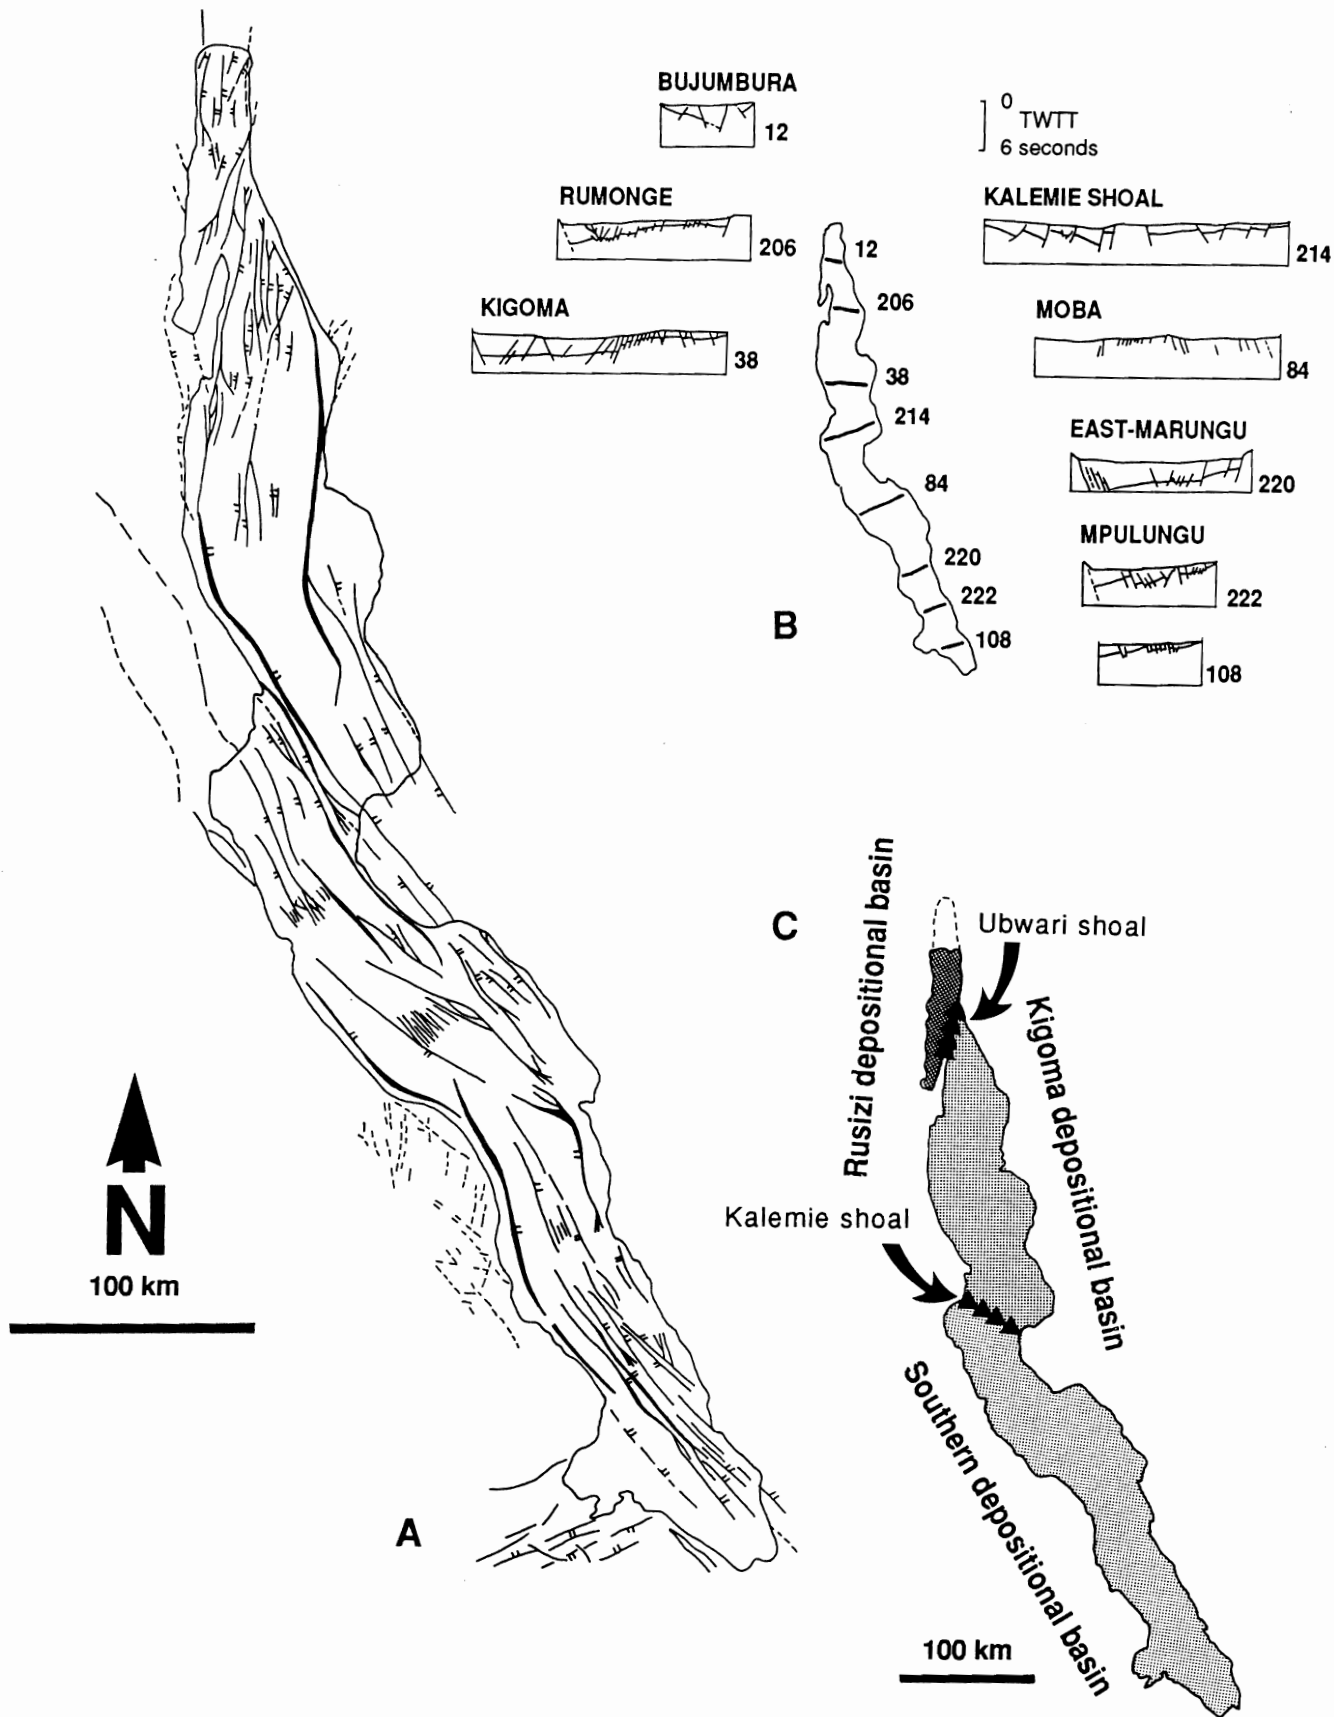 BUJUMBURA
12
0
TWTT
6 seconds
RUMONGE
206
KALEMIE SHOAL
214
KIGOMA
38
MOBA
84
EAST-MARUNGU
220
MPULUNGU
222
108
12
206
38
214
84
220
222
108
B
N
100 km
A
C
Rusizi depositional basin
Ubwari shoal
Kigoma depositional basin
Kalemie shoal
Southern depositional basin
100 km